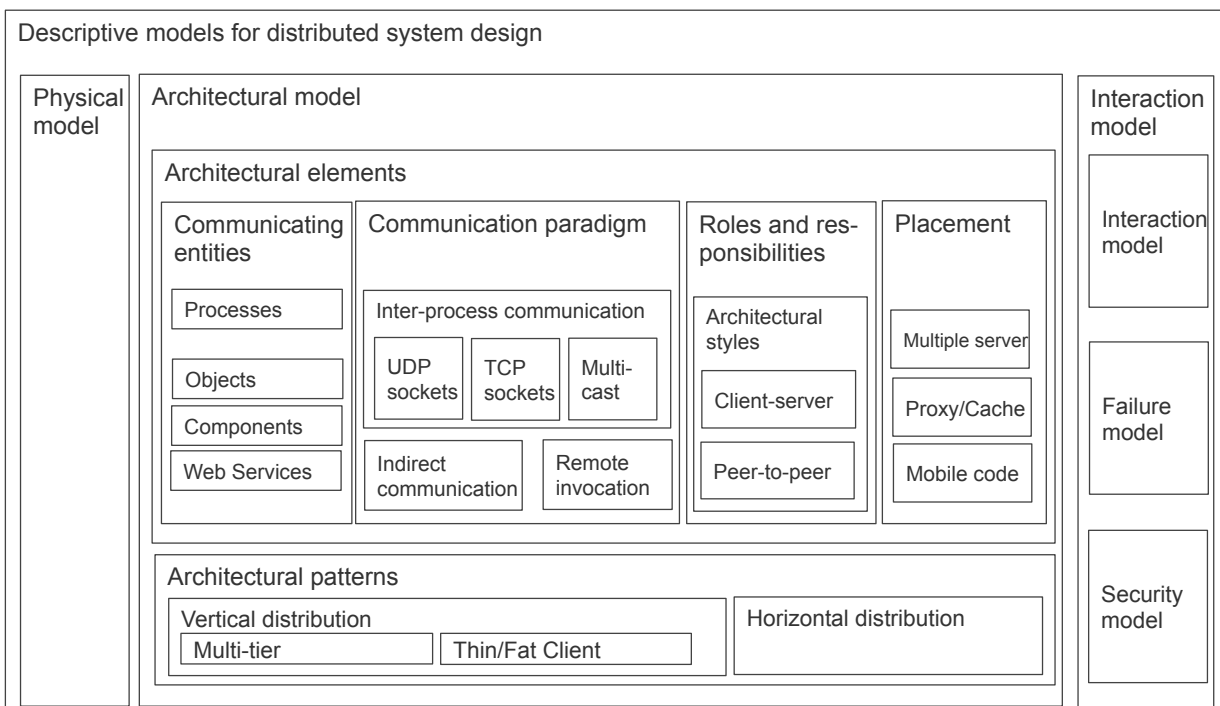 Descriptive models for distributed system design
Physical
model
Architectural model
Architectural elements
Communicating
entities
Processes
Objects
Components
Web Services
Communication paradigm
Inter-process communication
UDP
sockets
TCP
sockets
Multi-
cast
Indirect
communication
Remote
invocation
Roles and res-
ponsibilities
Architectural
styles
Client-server
Peer-to-peer
Placement
Multiple server
Proxy/Cache
Mobile code
Architectural patterns
Vertical distribution
Multi-tier
Thin/Fat Client
Horizontal distribution
Interaction
model
Interaction
model
Failure
model
Security
model